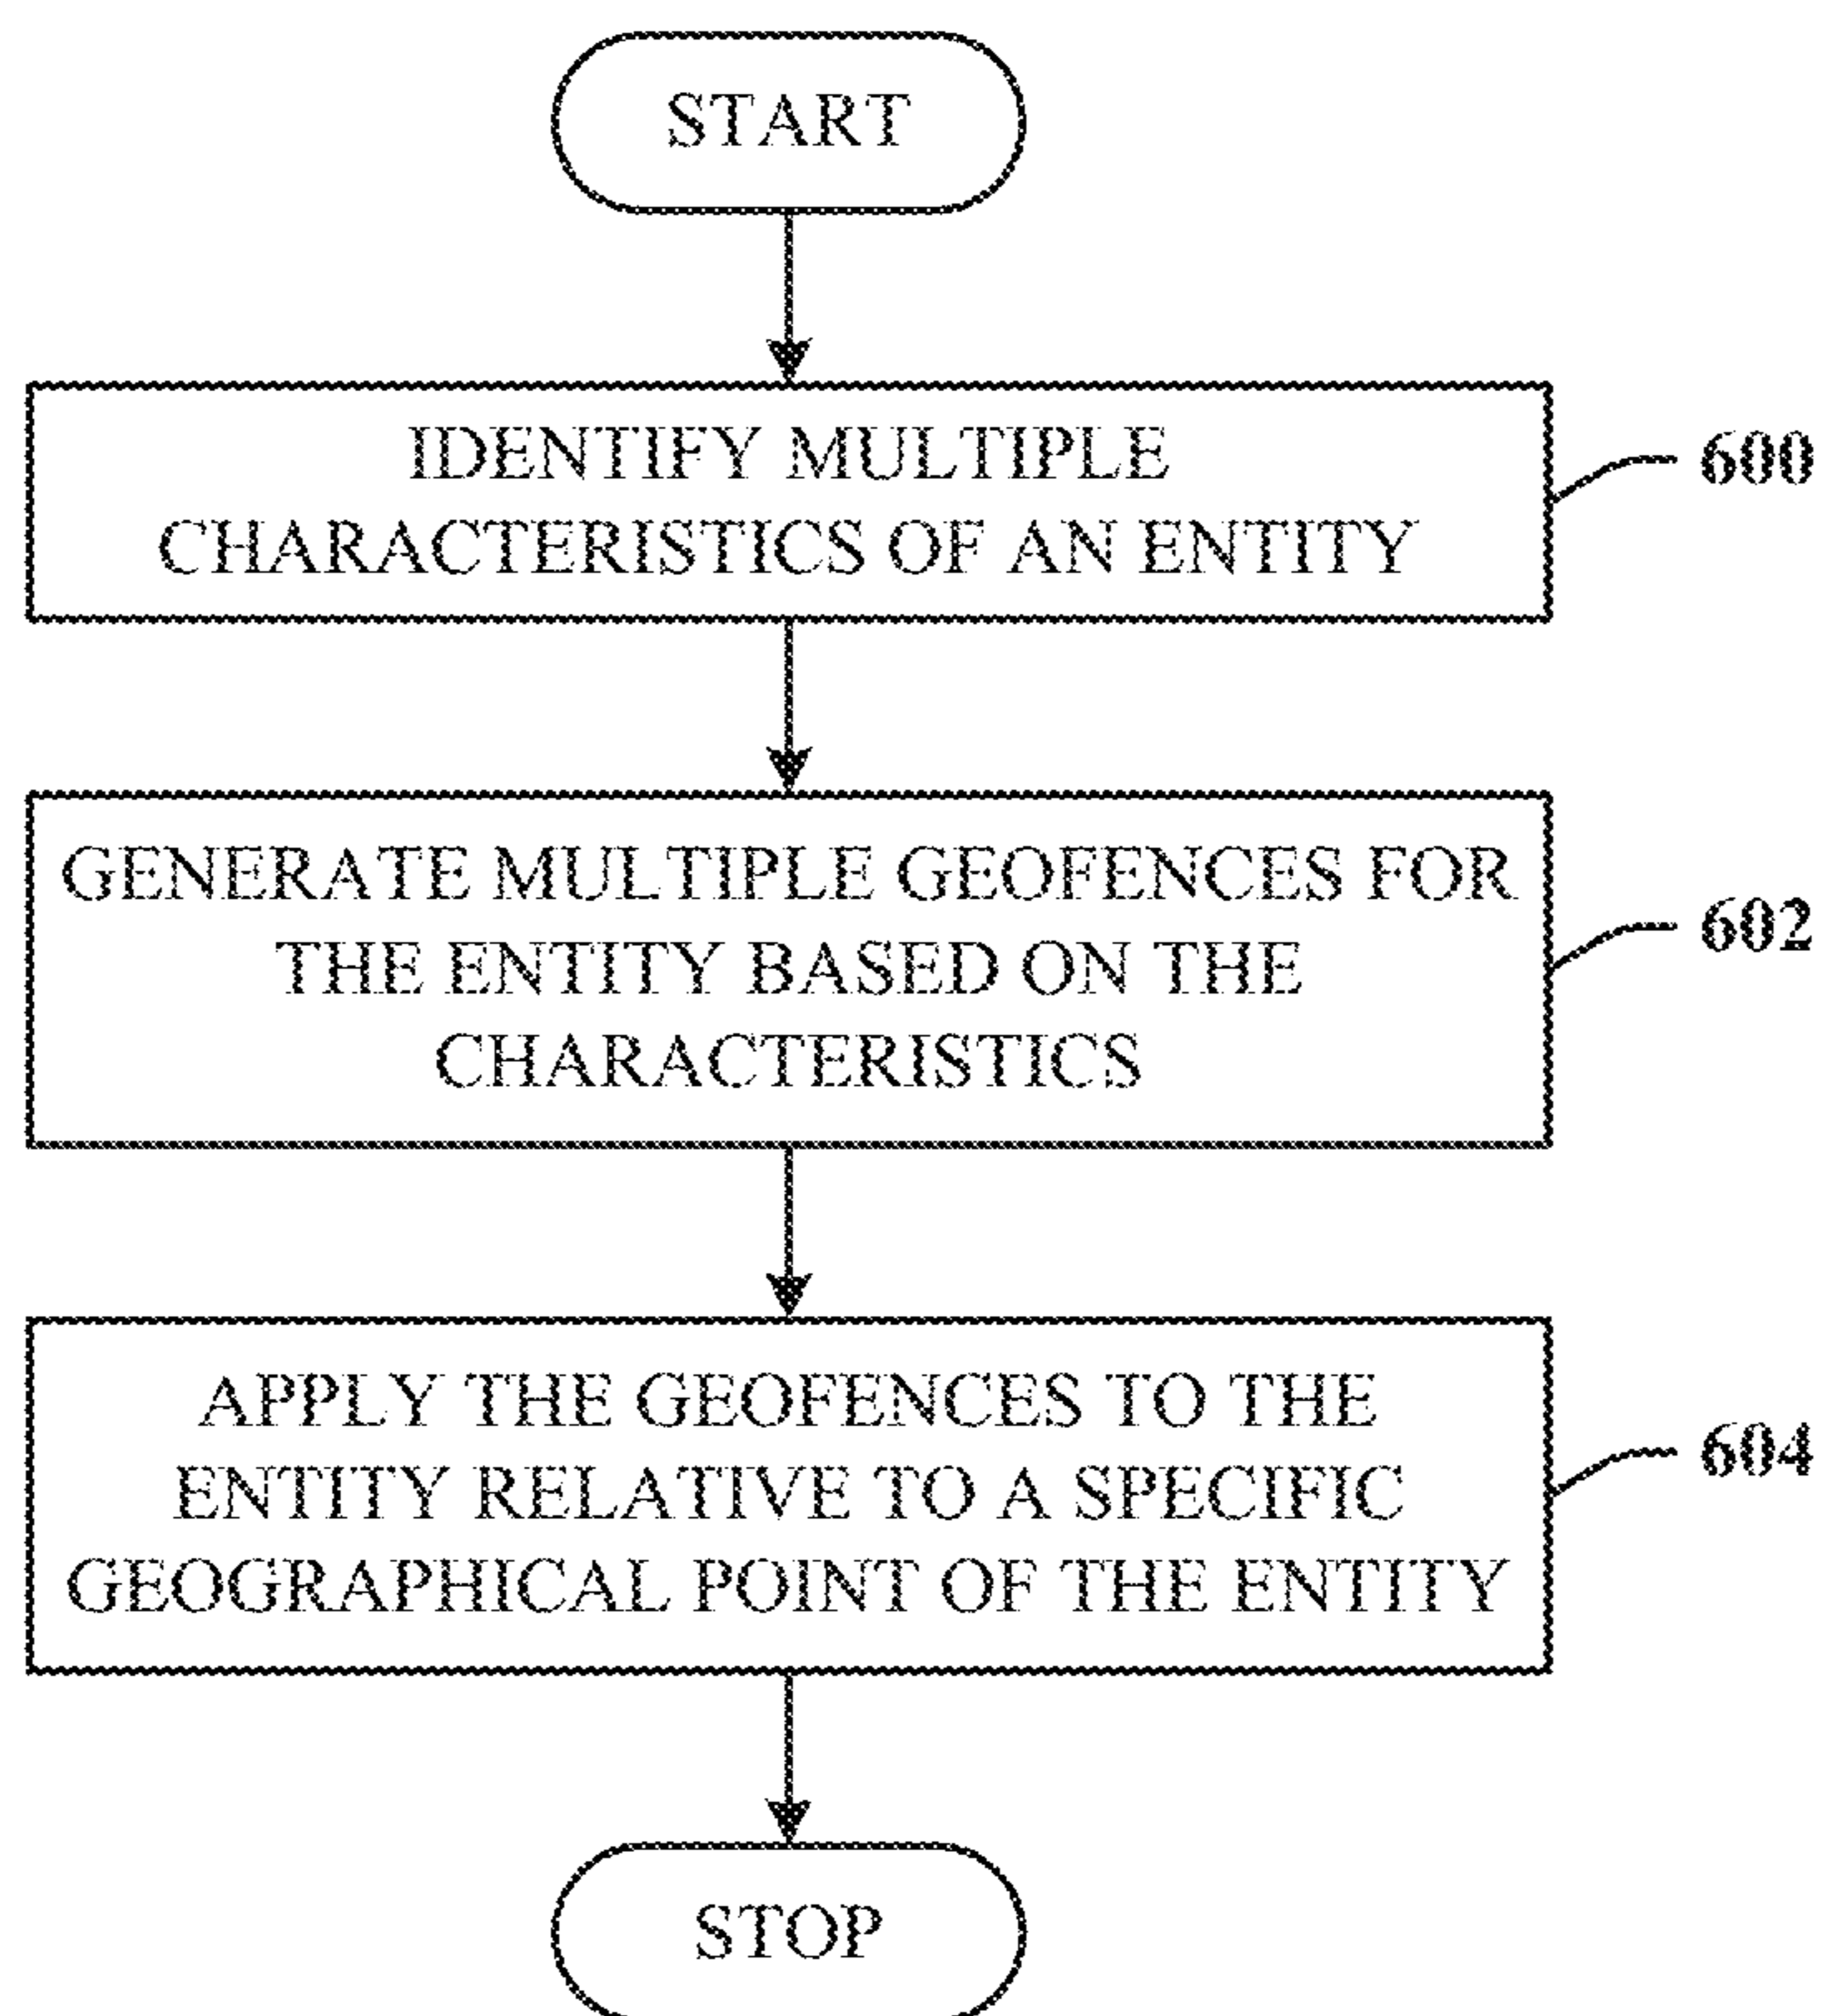 START
IDENTIFY MULTIPLE
CHARACTERISTICS OF AN ENTITY
600
GENERATE MULTIPLE GEOFENCES FOR
THE ENTITY BASED ON THE
CHARACTERISTICS
602
APPLY THE GEOFENCES TO THE
ENTITY RELATIVE TO A SPECIFIC
GEOGRAPHICAL POINT OF THE ENTITY
604
STOP